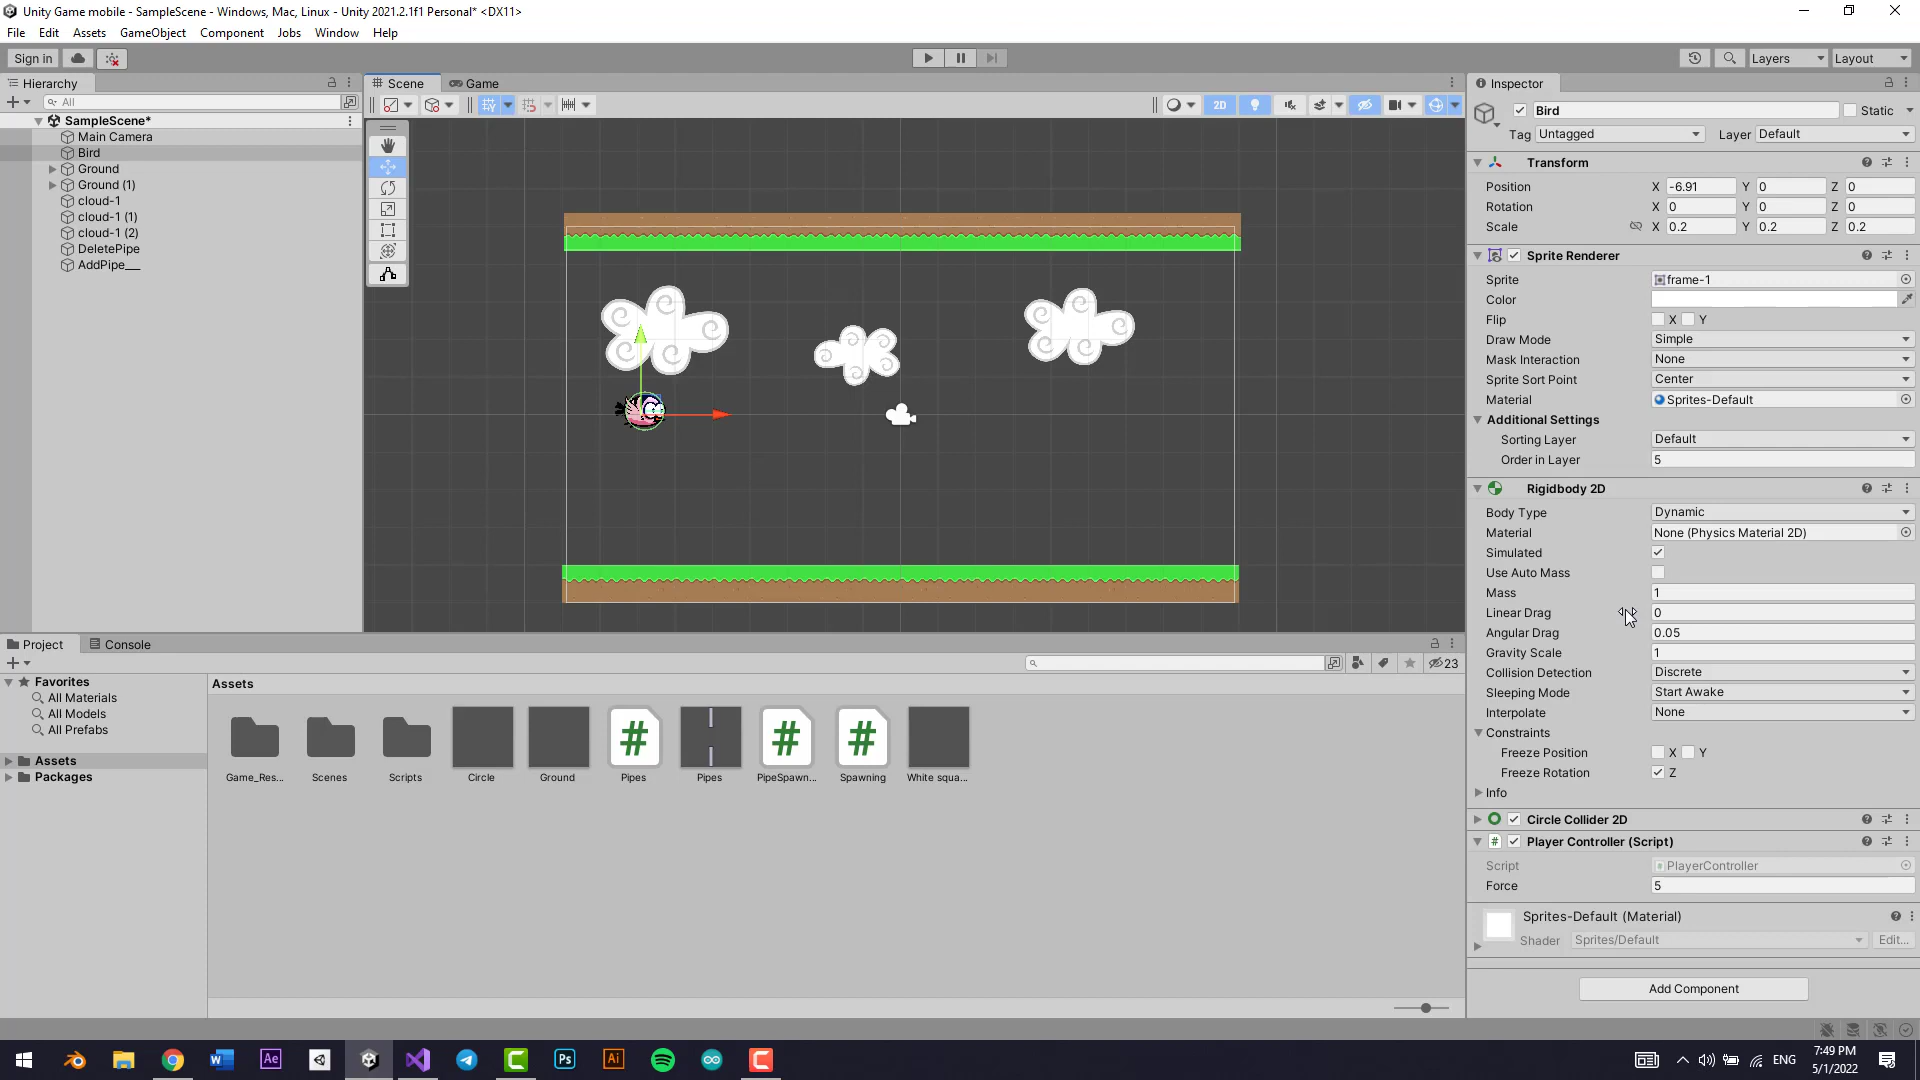 Unity Game mobile - SampleScene - Windows, Mac, Linux - Unity 2021.2.1f1 Personal* <DX11>
File Edit Assets GameObject Component Jobs Window Help
Sign in
Layers
Layout
Hierarchy
All
SampleScene*
Main Camera
Bird
Ground
Ground (1)
cloud-1
cloud-1 (1)
cloud-1 (2)
DeletePipe
AddPipe__
Scene
Game
2D
Inspector
Bird
Static
Tag Untagged
Layer Default
Transform
Position X -6.91 Y 0 Z 0
Rotation X 0 Y 0 Z 0
Scale X 0.2 Y 0.2 Z 0.2
Sprite Renderer
Sprite frame-1
Color
Flip X Y
Draw Mode Simple
Mask Interaction None
Sprite Sort Point Center
Material Sprites-Default
Additional Settings
Sorting Layer Default
Order in Layer 5
Rigidbody 2D
Body Type Dynamic
Material None (Physics Material 2D)
Simulated
Use Auto Mass
Mass 1
Linear Drag 0
Angular Drag 0.05
Gravity Scale 1
Collision Detection Discrete
Sleeping Mode Start Awake
Interpolate None
Constraints
Freeze Position X Y
Freeze Rotation Z
Info
Circle Collider 2D
# Player Controller (Script)
Script PlayerController
Force 5
Sprites-Default (Material)
Shader Sprites/Default Edit...
Add Component
Project
Console
23
Favorites
All Materials
All Models
All Prefabs
Assets
Packages
Assets
Game_Res...
Scenes
Scripts
Circle
Ground
Pipes
Pipes
PipeSpawn...
Spawning
White squa...
Ae
Ps
Ai
ENG
7:49 PM
5/1/2022